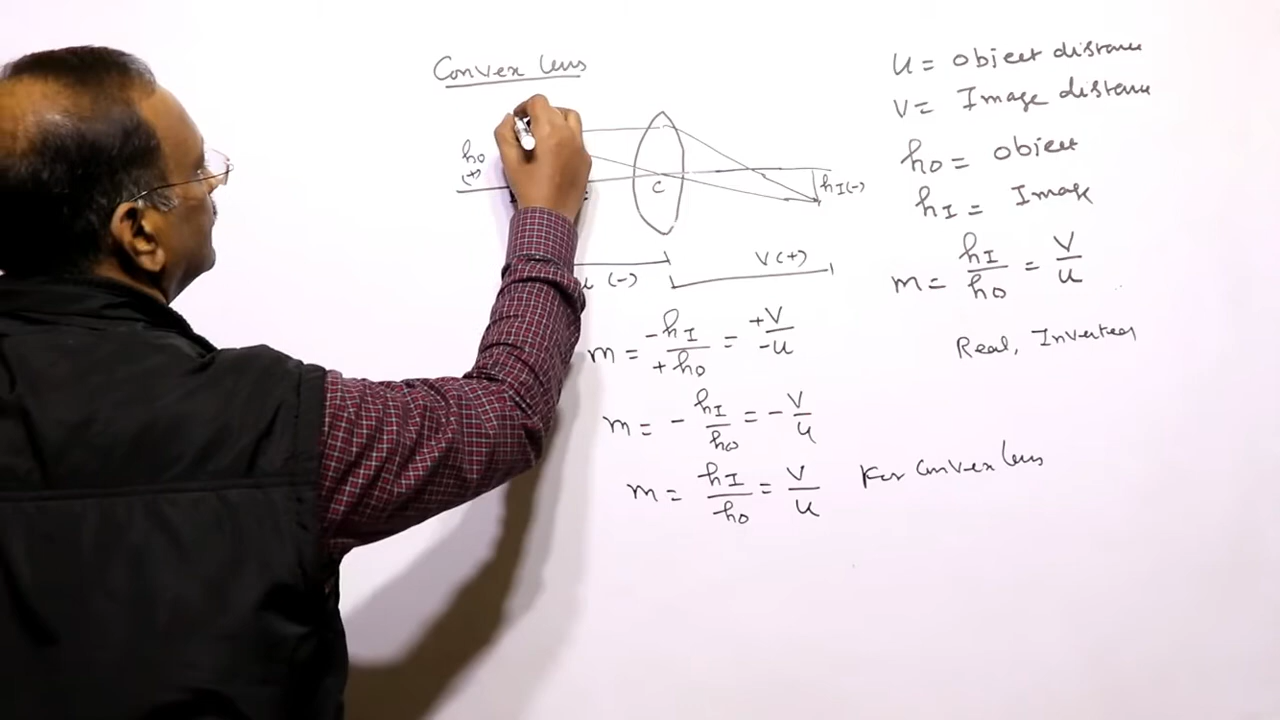 Convex lens
ho
(+)
C
hI(-)
u (-)
V(+)
m = -hI/+ho = +V/-u
m = - hI/ho = - V/u
m = hI/ho = V/u For Convex lens
u = object distance
V = Image distance
ho = object
hI = Image
m = hI/ho = V/u
Real, Inverted